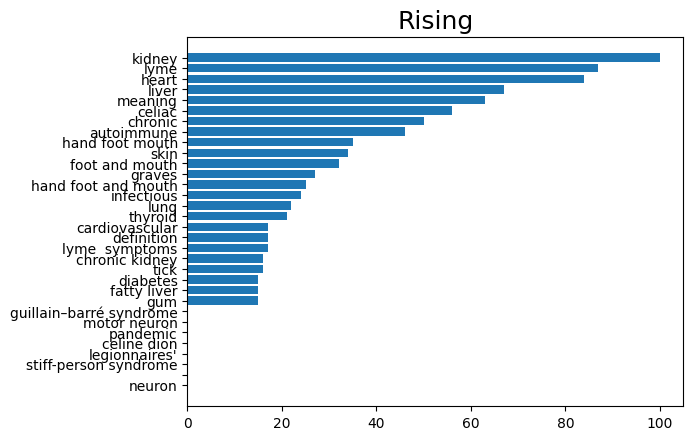 Rising
kidney
lyme
heart
liver
meaning
celiac
chronic
autoimmune
hand foot mouth
skin
foot and mouth
graves
hand foot and mouth
infectious
lung
thyroid
cardiovascular
definition
lyme  symptoms
chronic kidney
tick
diabetes
fatty liver
gum
guillain–barré syndrome
motor neuron
pandemic
celine dion
legionnaires'
stiff-person syndrome
neuron
0 20 40 60 80 100